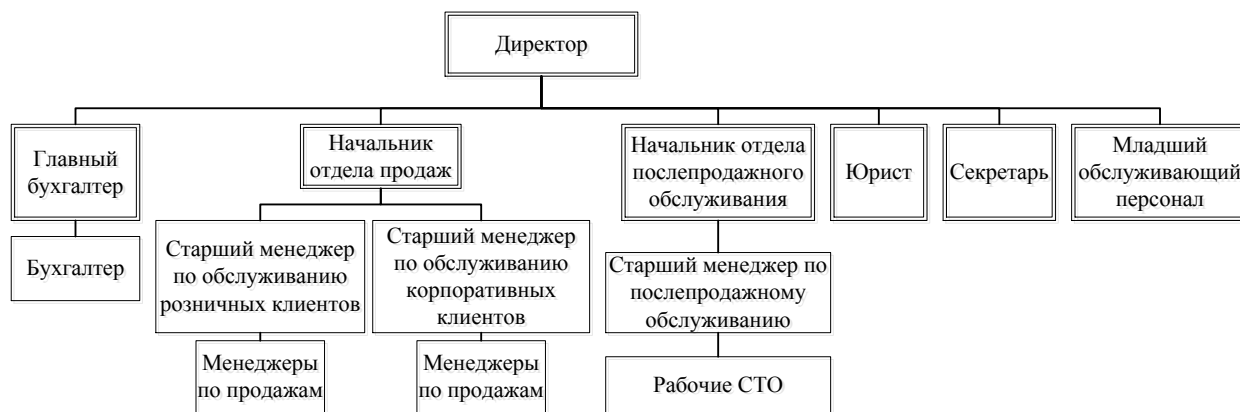 Директор
Главный
бухгалтер
Начальник
отдела продаж
Начальник отдела
послепродажного
обслуживания
Юрист
Секретарь
Младший
обслуживающий
персонал
Бухгалтер
Старший менеджер
по обслуживанию
розничных клиентов
Старший менеджер
по обслуживанию
корпоративных
клиентов
Старший менеджер по
послепродажному
обслуживанию
Менеджеры
по продажам
Менеджеры
по продажам
Рабочие СТО